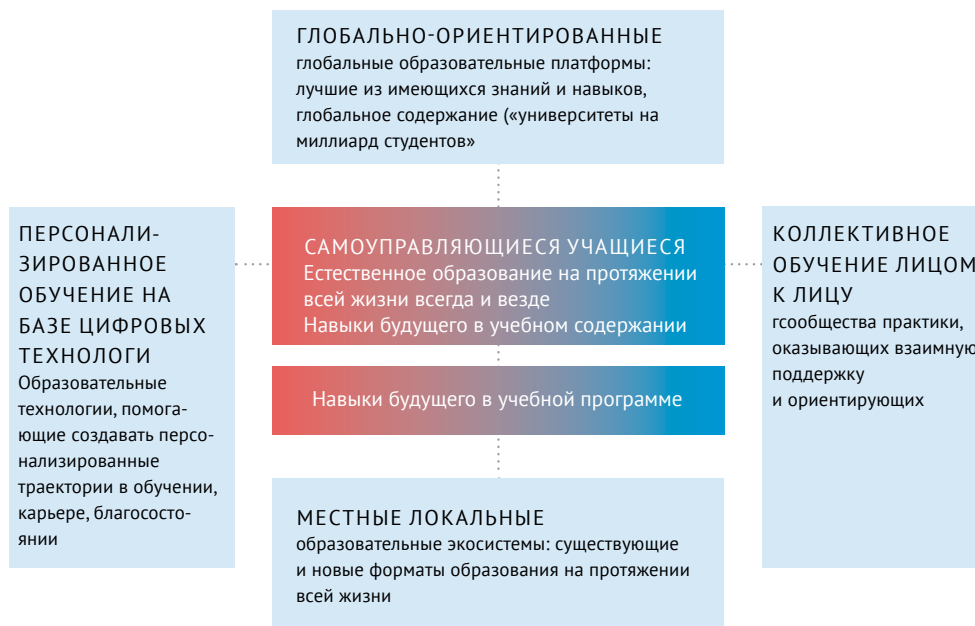 ГЛОБАЛЬНО-ОРИЕНТИРОВАННЫЕ
глобальные образовательные платформы:
лучшие из имеющихся знаний и навыков,
глобальное содержание («университеты на
миллиард студентов»
ПЕРСОНАЛИ-
ЗИРОВАННОЕ
ОБУЧЕНИЕ НА
БАЗЕ ЦИФРОВЫХ
ТЕХНОЛОГИ
Образовательные
технологии, помога-
ющие создавать персо-
нализированные
траектории в обучении,
карьере, благососто-
янии
САМОУПРАВЛЯЮЩИЕСЯ УЧАЩИЕСЯ
Естественное образование на протяжении
всей жизни всегда и везде
Навыки будущего в учебном содержании
Навыки будущего в учебной программе
КОЛЛЕКТИВНОЕ
ОБУЧЕНИЕ ЛИЦОМ
К ЛИЦУ
гсообщества практики,
оказывающих взаимную
поддержку
и ориентирующих
МЕСТНЫЕ ЛОКАЛЬНЫЕ
образовательные экосистемы: существующие
и новые форматы образования на протяжении
всей жизни